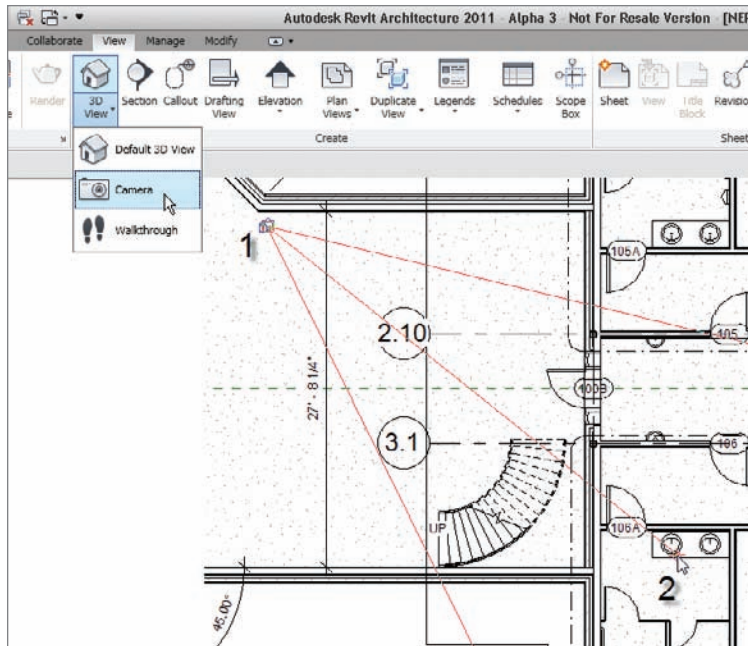 Autodesk Revit Architecture 2011 - Alpha 3 - Not For Resale Version - [NEF
Collaborate View Manage Modify
Render 3D View Section Callout Drafting View Elevation Plan Views Duplicate View Legends Schedules Scope Box Sheet View Title Block Revisio
Create Sheet
Default 3D View
Camera
Walkthrough
1
105A
2.10
105
27' - 8 1/4"
100B
3.1
106
UP
106A
2
45.00°